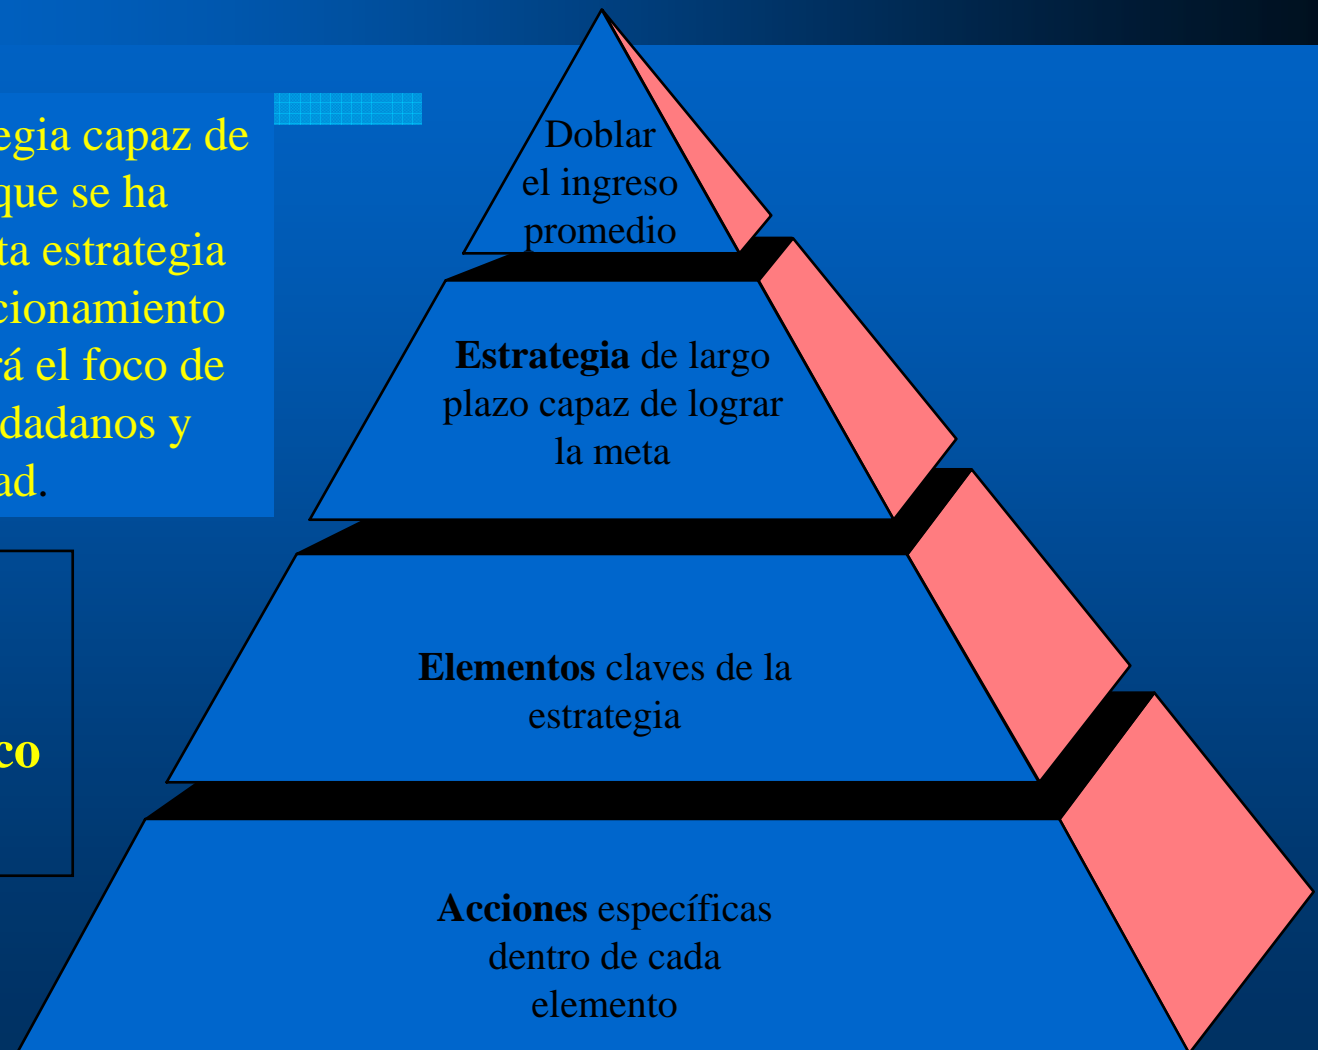 egia capaz de
que se ha
ta estrategia
cionamiento
rá el foco de
dadanos y
ad.
co
Doblar
el ingreso
promedio
Estrategia de largo
plazo capaz de lograr
la meta
Elementos claves de la
estrategia
Acciones específicas
dentro de cada
elemento